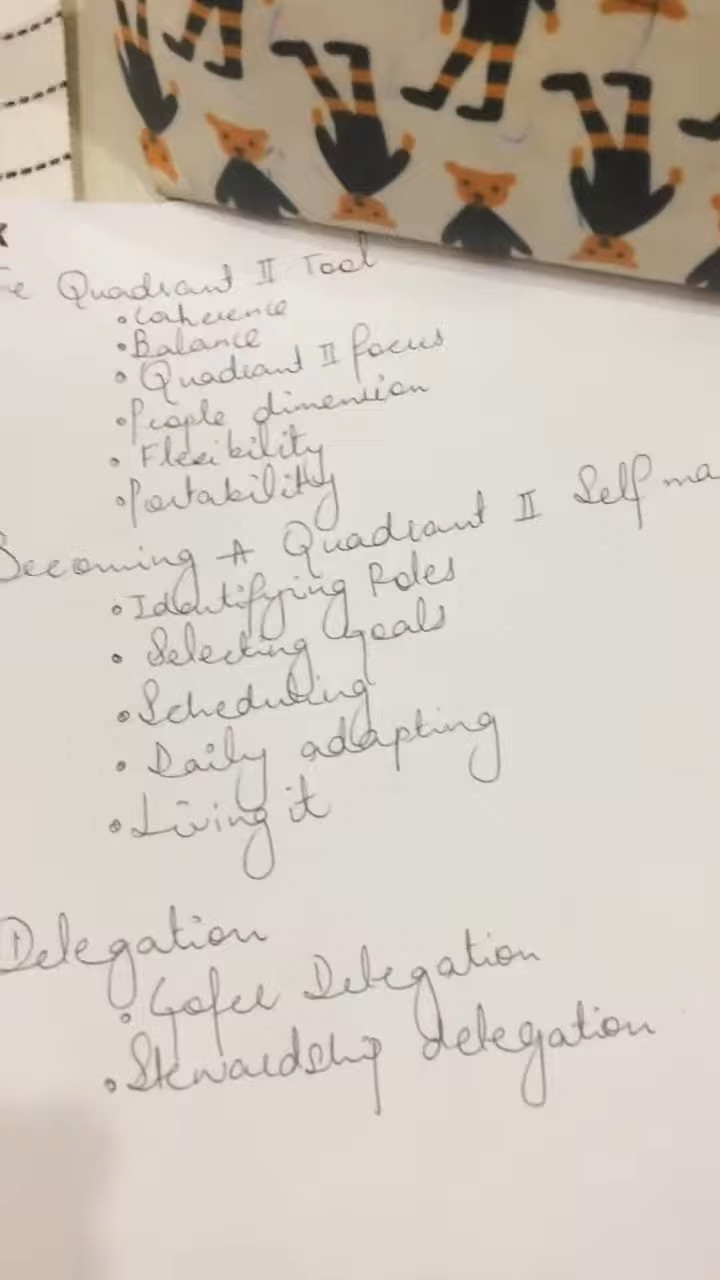 Quadrant II Tool
• Coherence
• Balance
• Quadrant II focus
• People dimension
• Flexibility
• Portability
Becoming A Quadrant II Self ma
• Identifying Roles
• Selecting Goals
• Scheduling
• Daily adapting
• Living it
Delegation
• Gofer Delegation
• Stewardship delegation